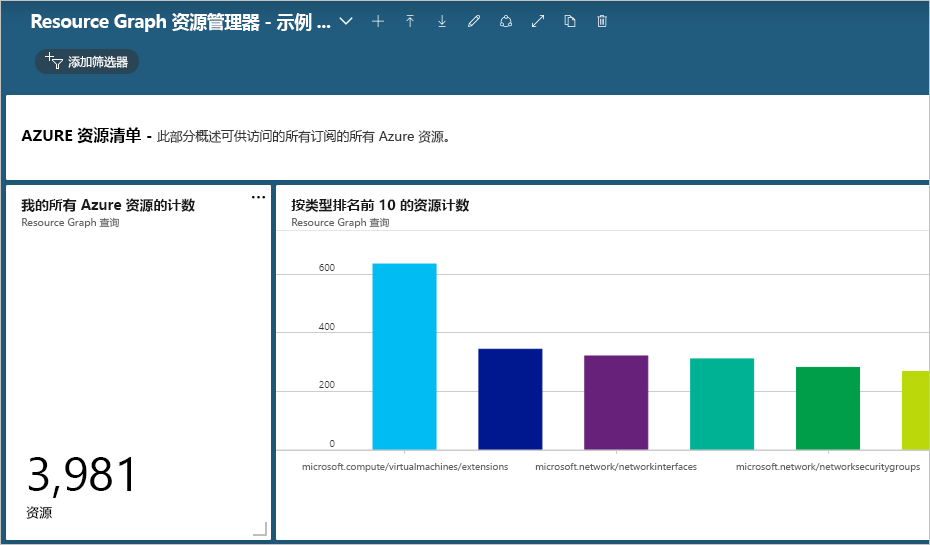 Resource Graph 资源管理器 - 示例 ...
添加筛选器
AZURE 资源清单 - 此部分概述可供访问的所有订阅的所有 Azure 资源。
我的所有 Azure 资源的计数
Resource Graph 查询
3,981
资源
按类型排名前 10 的资源计数
Resource Graph 查询
600
400
200
0
microsoft.compute/virtualmachines/extensions
microsoft.network/networkinterfaces
microsoft.network/networksecuritygroups